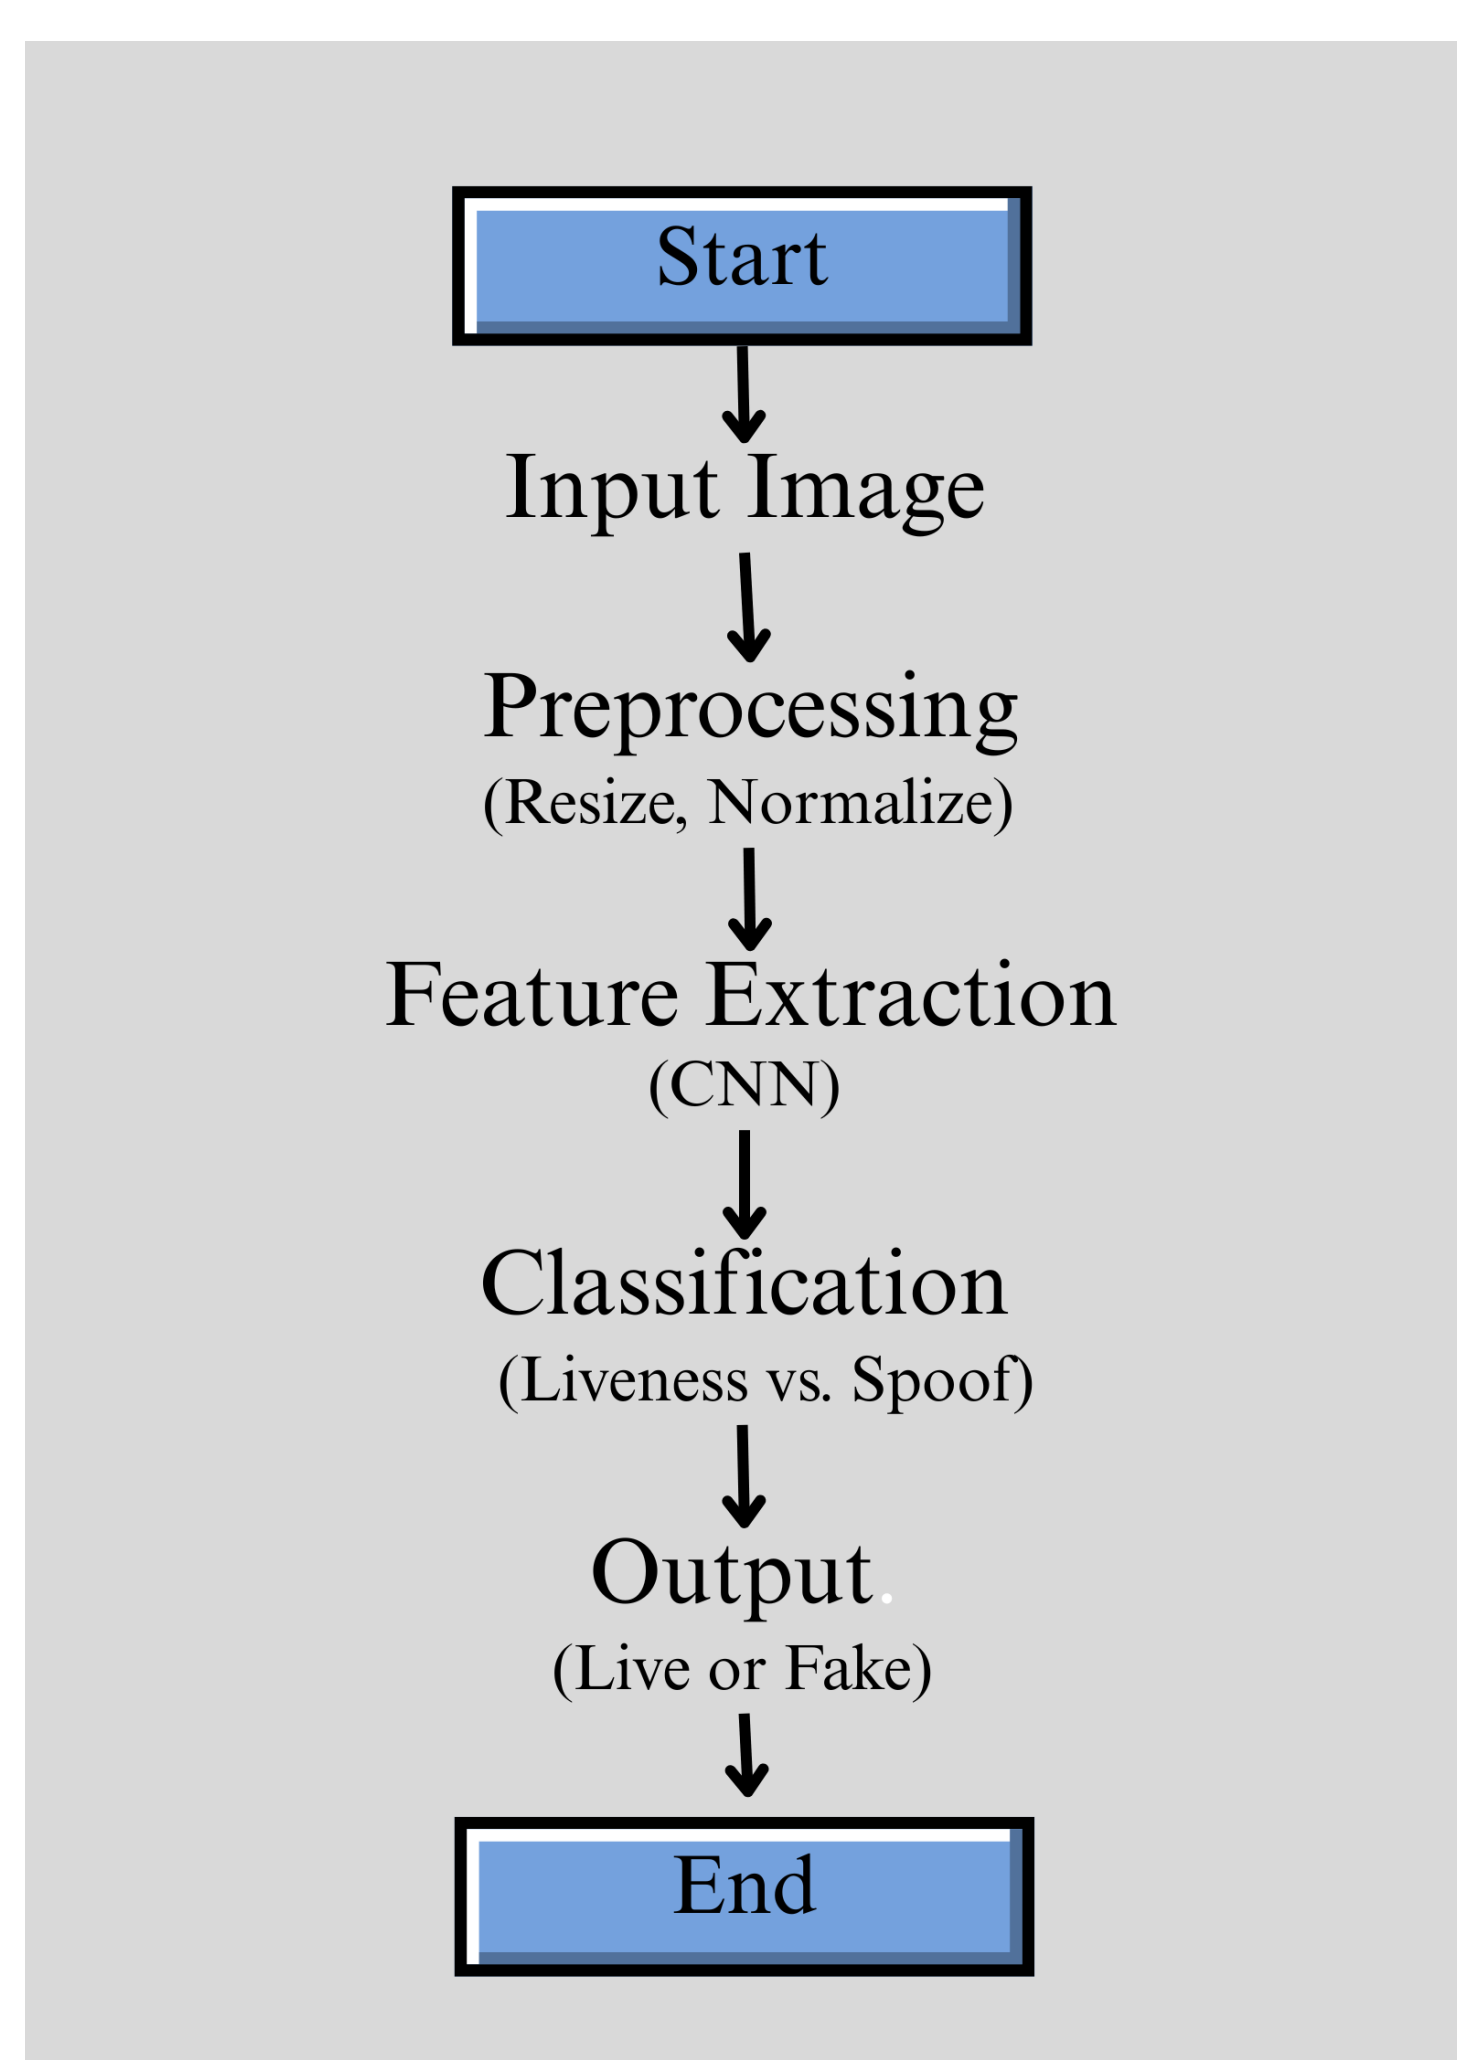 Start
Input Image
Preprocessing
(Resize, Normalize)
Feature Extraction
(CNN)
Classification
(Liveness vs. Spoof)
Output.
(Live or Fake)
End